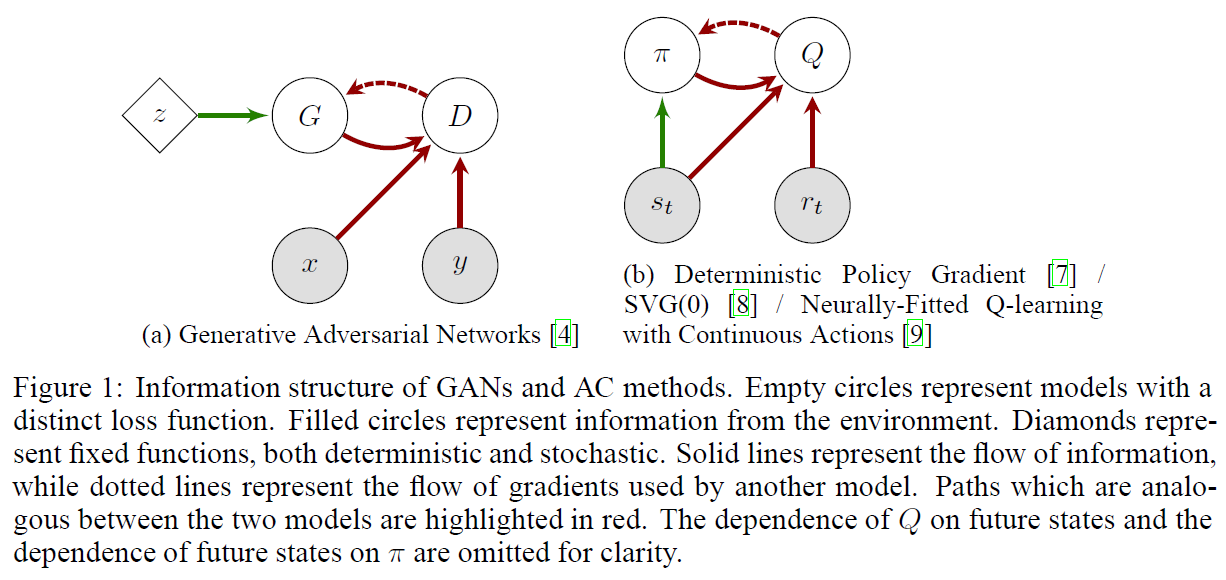 z
G
D
x
y
(a) Generative Adversarial Networks [4]
π
Q
s_t
r_t
(b) Deterministic Policy Gradient [7] /
SVG(0) [8] / Neurally-Fitted Q-learning
with Continuous Actions [9]
Figure 1: Information structure of GANs and AC methods. Empty circles represent models with a
distinct loss function. Filled circles represent information from the environment. Diamonds repre-
sent fixed functions, both deterministic and stochastic. Solid lines represent the flow of information,
while dotted lines represent the flow of gradients used by another model. Paths which are analo-
gous between the two models are highlighted in red. The dependence of Q on future states and the
dependence of future states on π are omitted for clarity.